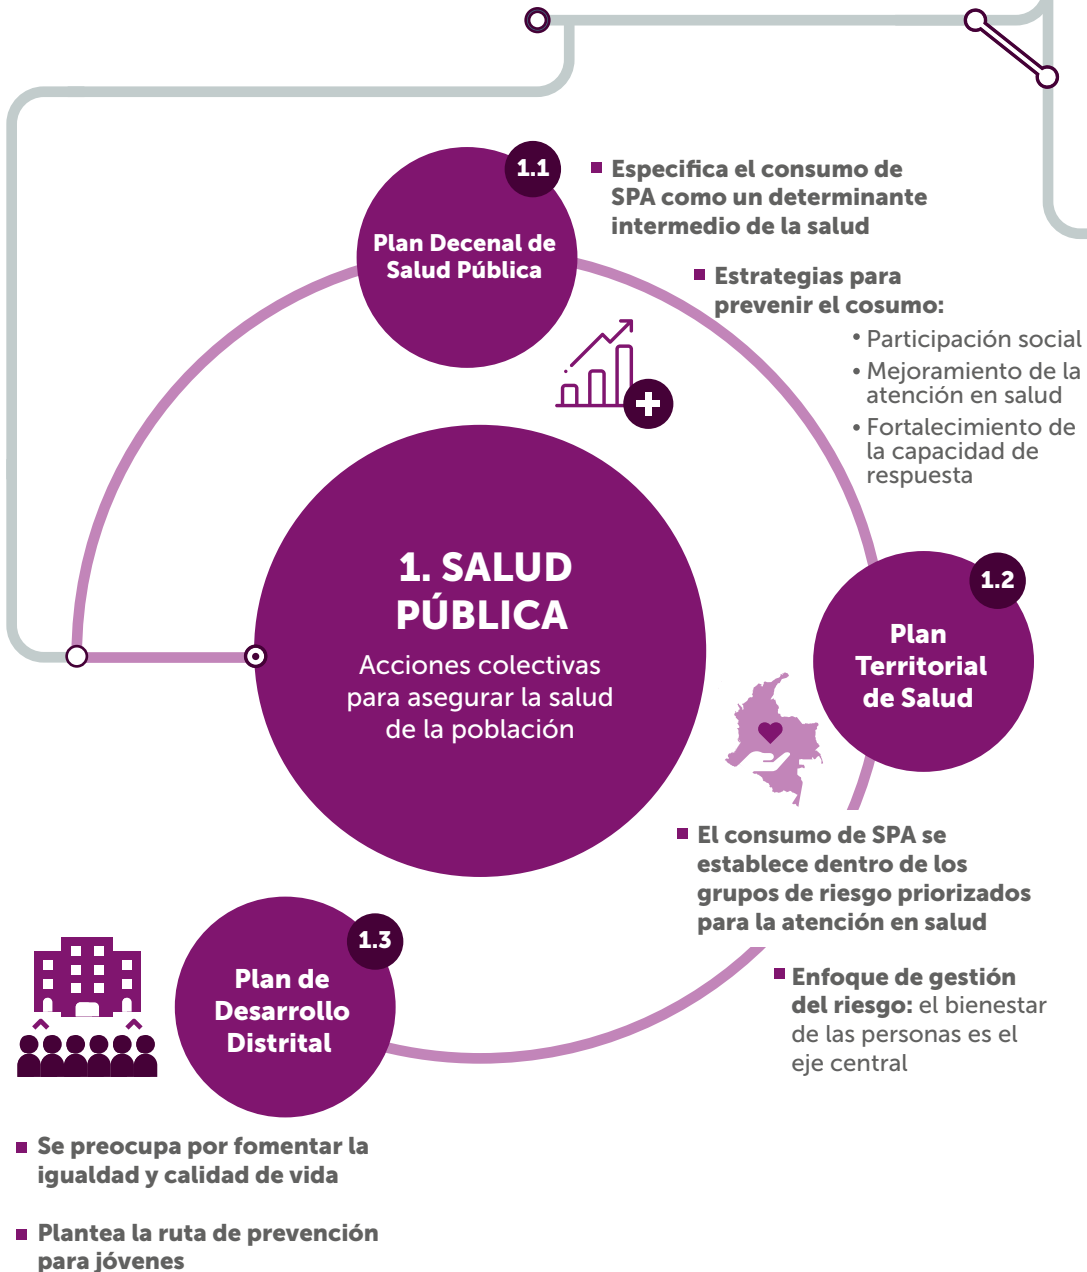 1.1
Plan Decenal de
Salud Pública
▪ Especifica el consumo de
SPA como un determinante
intermedio de la salud
▪ Estrategias para
prevenir el cosumo:
• Participación social
• Mejoramiento de la
atención en salud
• Fortalecimiento de
la capacidad de
respuesta
1. SALUD
PÚBLICA
Acciones colectivas
para asegurar la salud
de la población
1.2
Plan
Territorial
de Salud
▪ El consumo de SPA se
establece dentro de los
grupos de riesgo priorizados
para la atención en salud
▪ Enfoque de gestión
del riesgo: el bienestar
de las personas es el
eje central
1.3
Plan de
Desarrollo
Distrital
▪ Se preocupa por fomentar la
igualdad y calidad de vida
▪ Plantea la ruta de prevención
para jóvenes